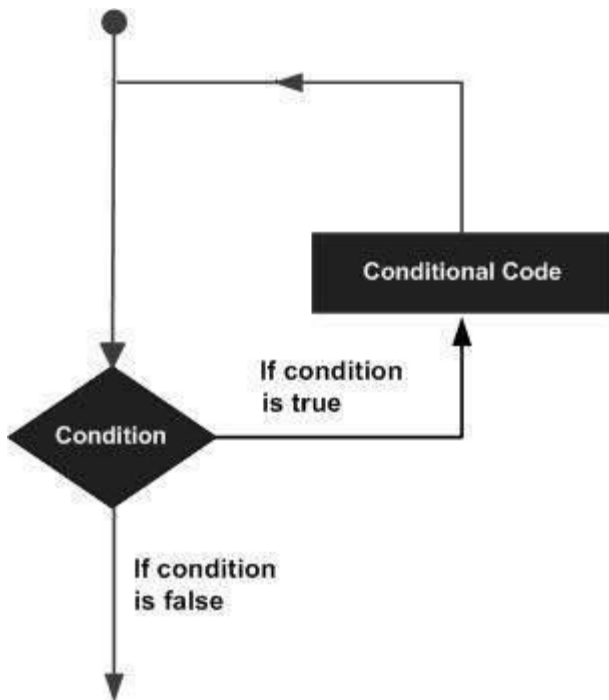 Conditional Code
If condition
is true
Condition
If condition
is false